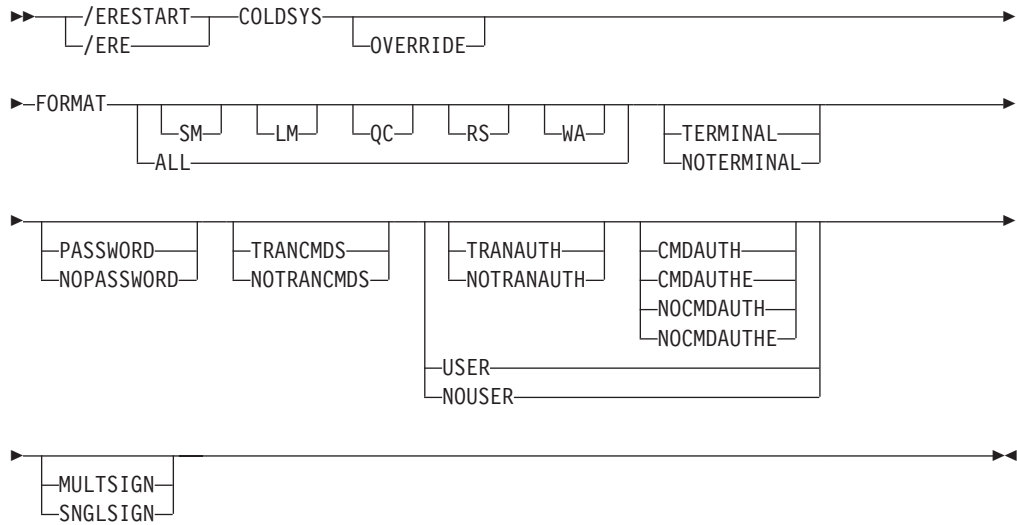 /ERESTART COLDSYS
/ERE OVERRIDE
FORMAT
SM LM QC RS WA TERMINAL
ALL NOTERMINAL
PASSWORD TRANCMDS TRANAUTH CMDAUTH
NOPASSWORD NOTRANCMDS NOTRANAUTH CMDAUTHE
NOCMDAUTH
NOCMDAUTHE
USER
NOUSER
MULTSIGN
SNGLSIGN